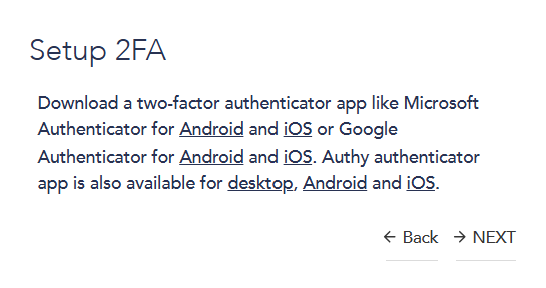 Setup 2FA
Download a two-factor authenticator app like Microsoft
Authenticator for Android and iOS or Google
Authenticator for Android and iOS. Authy authenticator
app is also available for desktop, Android and iOS.
← Back → NEXT